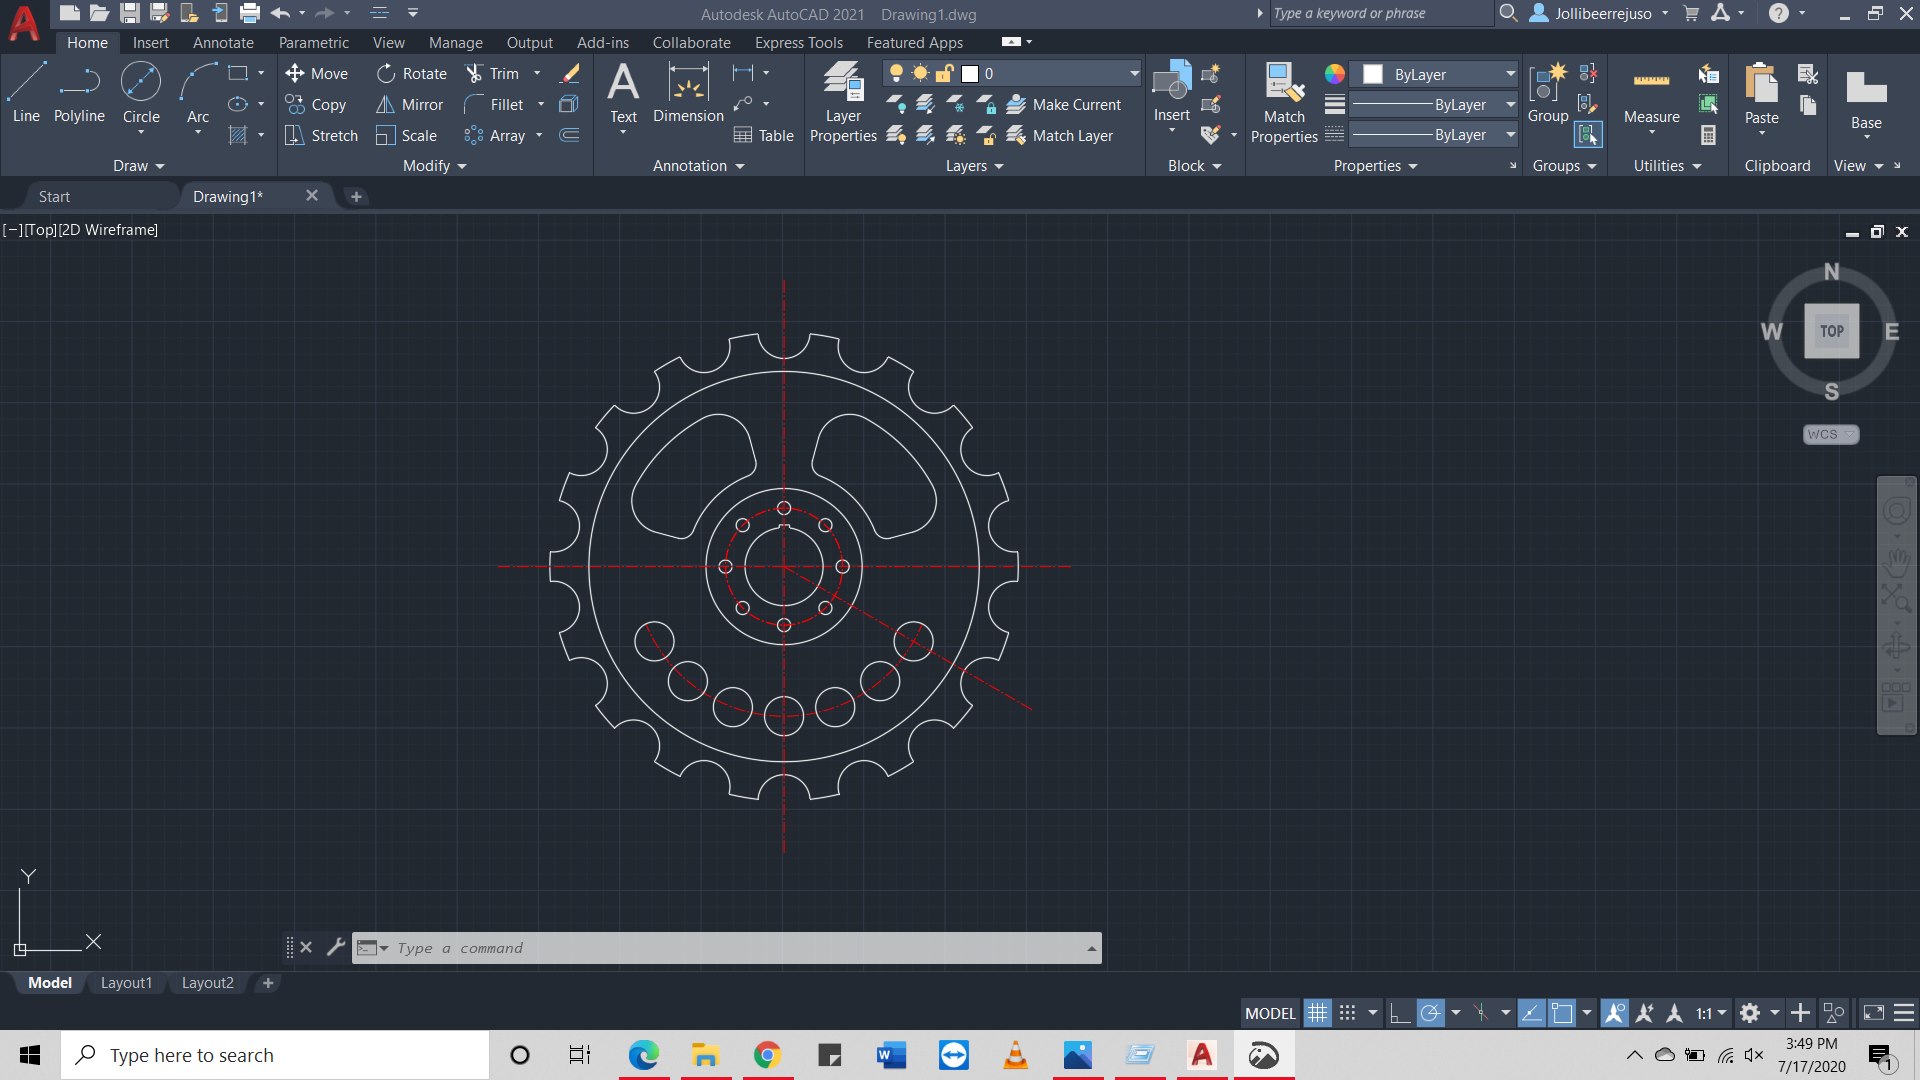 Autodesk AutoCAD 2021 Drawing1.dwg
Type a keyword or phrase
Jollibeerrejuso
Home Insert Annotate Parametric View Manage Output Add-ins Collaborate Express Tools Featured Apps
Line Polyline Circle Arc
Draw
Move Rotate Trim
Copy Mirror Fillet
Stretch Scale Array
Modify
Text Dimension Table
Annotation
Layer Properties
0
Make Current
Match Layer
Layers
Insert
Block
Match Properties
ByLayer
ByLayer
ByLayer
Properties
Group
Groups
Measure
Utilities
Paste
Clipboard
Base
View
Start Drawing1*
[−][Top][2D Wireframe]
N
W TOP E
S
WCS
Y
X
Type a command
Model Layout1 Layout2
MODEL 1:1
Type here to search
3:49 PM
7/17/2020
1